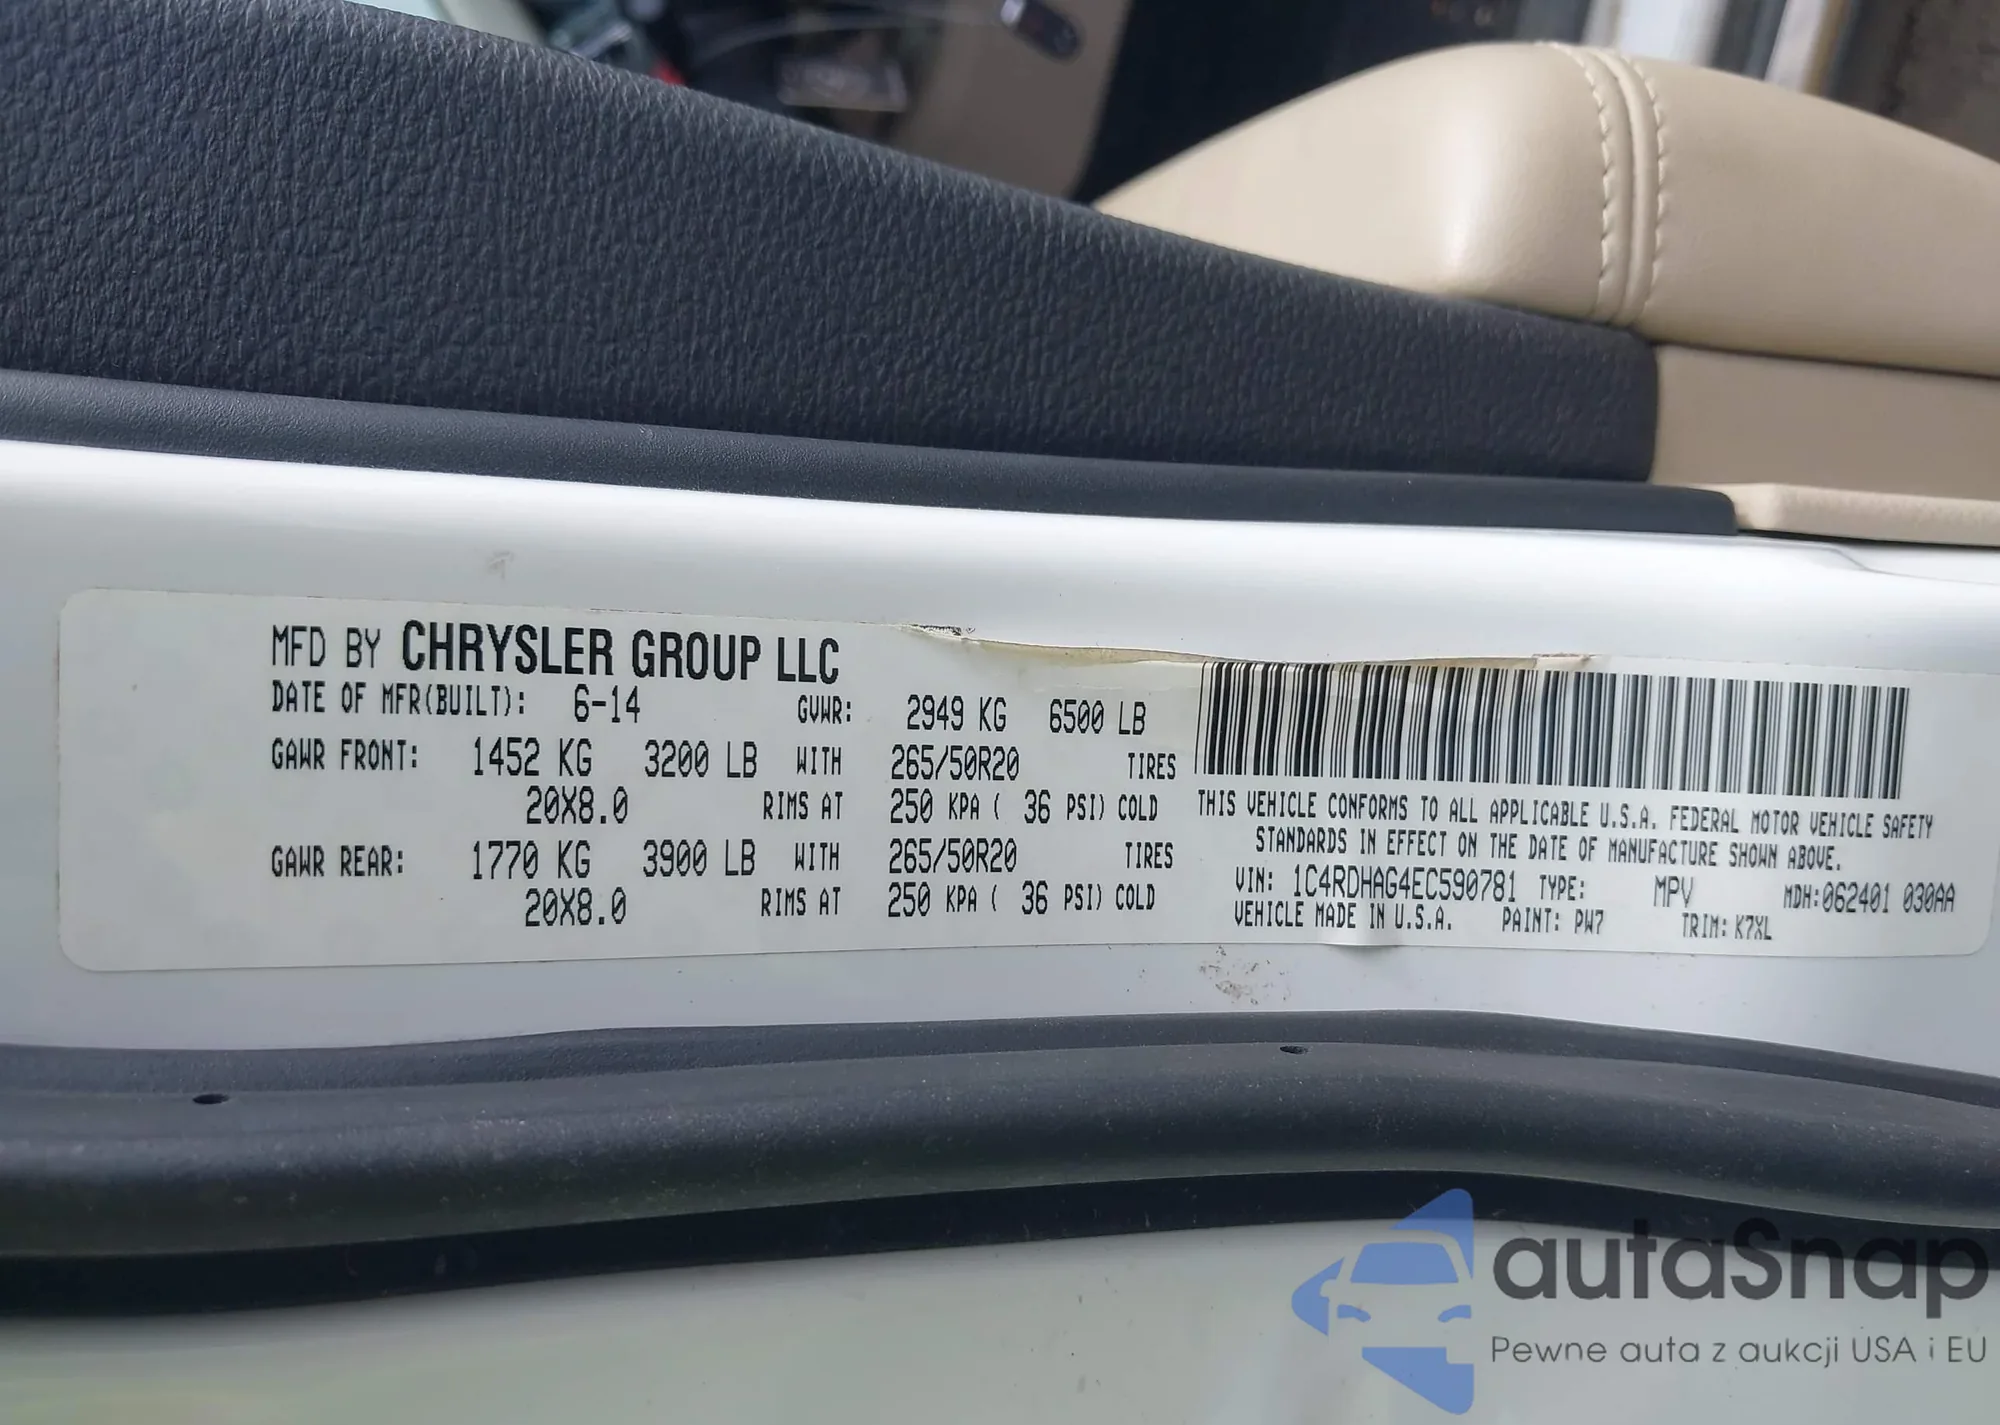 MFD BY CHRYSLER GROUP LLC
DATE OF MFR(BUILT): 6-14 GVWR: 2949 KG 6500 LB
GAWR FRONT: 1452 KG 3200 LB WITH 265/50R20 TIRES
20X8.0 RIMS AT 250 KPA ( 36 PSI) COLD
GAWR REAR: 1770 KG 3900 LB WITH 265/50R20 TIRES
20X8.0 RIMS AT 250 KPA ( 36 PSI) COLD
THIS VEHICLE CONFORMS TO ALL APPLICABLE U.S.A. FEDERAL MOTOR VEHICLE SAFETY
STANDARDS IN EFFECT ON THE DATE OF MANUFACTURE SHOWN ABOVE.
VIN: 1C4RDHAG4EC590781 TYPE: MPV MDH:062401 030AA
VEHICLE MADE IN U.S.A. PAINT: PW7 TRIM: K7XL
autaSnap
Pewne auta z aukcji USA i EU